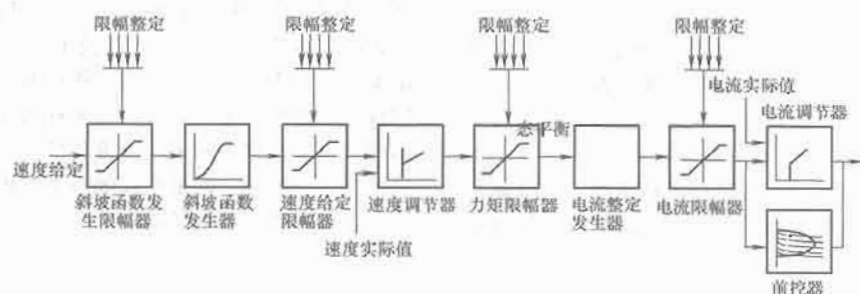 限幅整定
限幅整定
限幅整定
限幅整定
电流实际值
电流调节器
态平衡
速度给定
斜坡函数发
生限幅器
斜坡函数
发生器
速度给定
限幅器
速度调节器
力矩限幅器
电流整定
发生器
电流限幅器
速度实际值
前控器